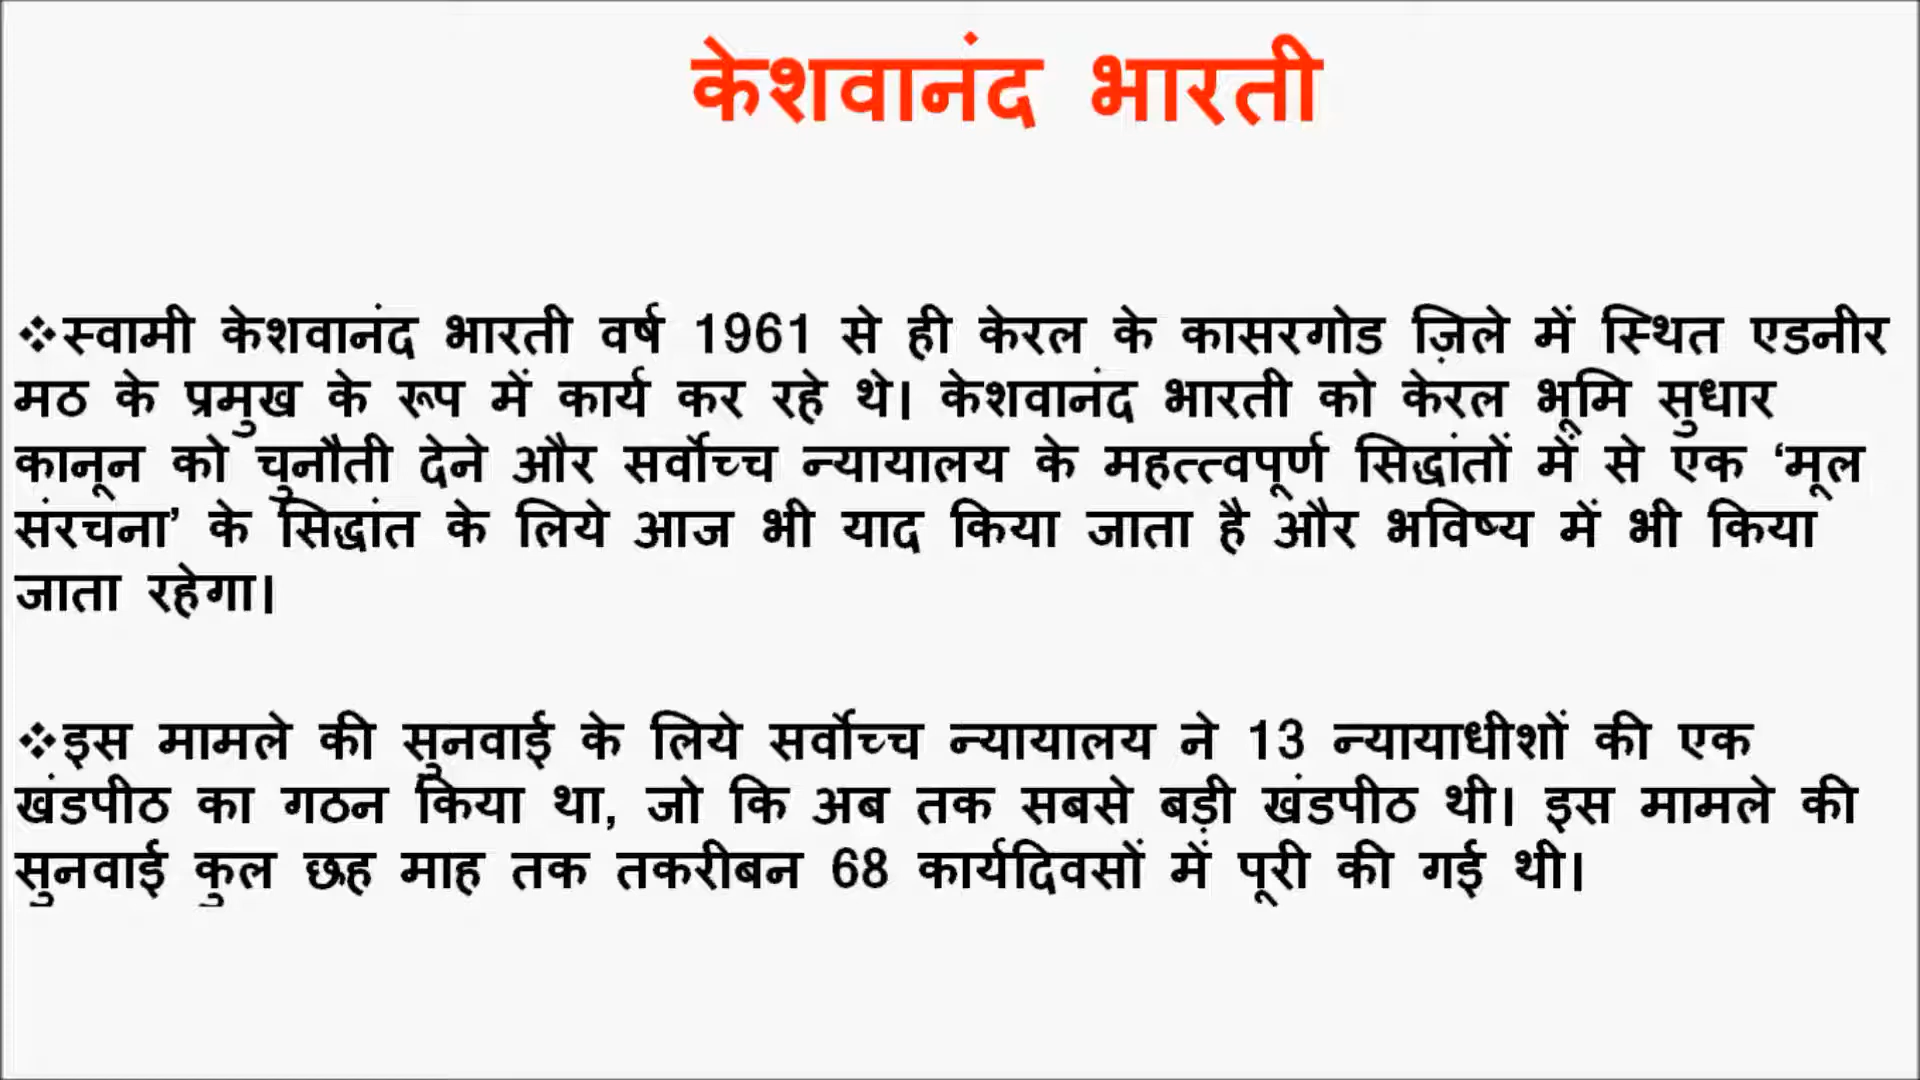 केशवानंद भारती
❖स्वामी केशवानंद भारती वर्ष 1961 से ही केरल के कासरगोड ज़िले में स्थित एडनीर
मठ के प्रमुख के रूप में कार्य कर रहे थे। केशवानंद भारती को केरल भूमि सुधार
कानून को चुनौती देने और सर्वोच्च न्यायालय के महत्त्वपूर्ण सिद्धांतों में से एक ‘मूल
संरचना’ के सिद्धांत के लिये आज भी याद किया जाता है और भविष्य में भी किया
जाता रहेगा।
❖इस मामले की सुनवाई के लिये सर्वोच्च न्यायालय ने 13 न्यायाधीशों की एक
खंडपीठ का गठन किया था, जो कि अब तक सबसे बड़ी खंडपीठ थी। इस मामले की
सुनवाई कुल छह माह तक तकरीबन 68 कार्यदिवसों में पूरी की गई थी।